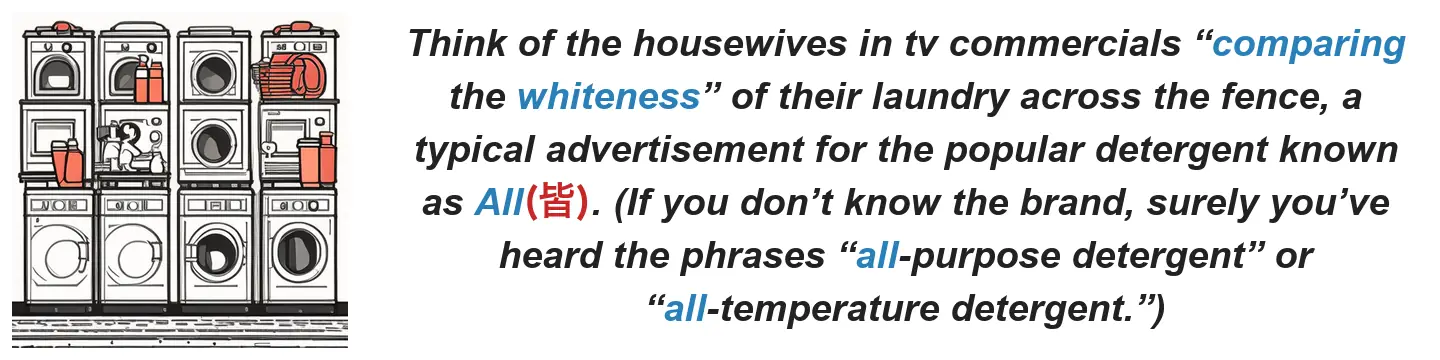 Think of the housewives in tv commercials “comparing
the whiteness” of their laundry across the fence, a
typical advertisement for the popular detergent known
as All(皆). (If you don’t know the brand, surely you’ve
heard the phrases “all-purpose detergent” or
“all-temperature detergent.”)